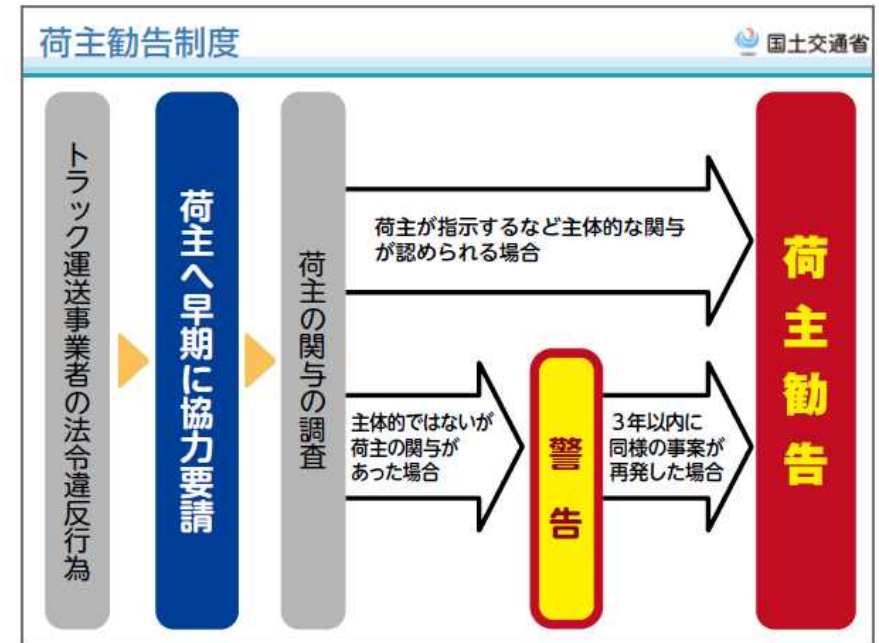 荷主勧告制度
国土交通省
トラック運送事業者の法令違反行為
荷主へ早期に協力要請
荷主の関与の調査
荷主が指示するなど主体的な関与
が認められる場合
主体的ではないが
荷主の関与が
あった場合
警告
3年以内に
同様の事案が
再発した場合
荷主勧告